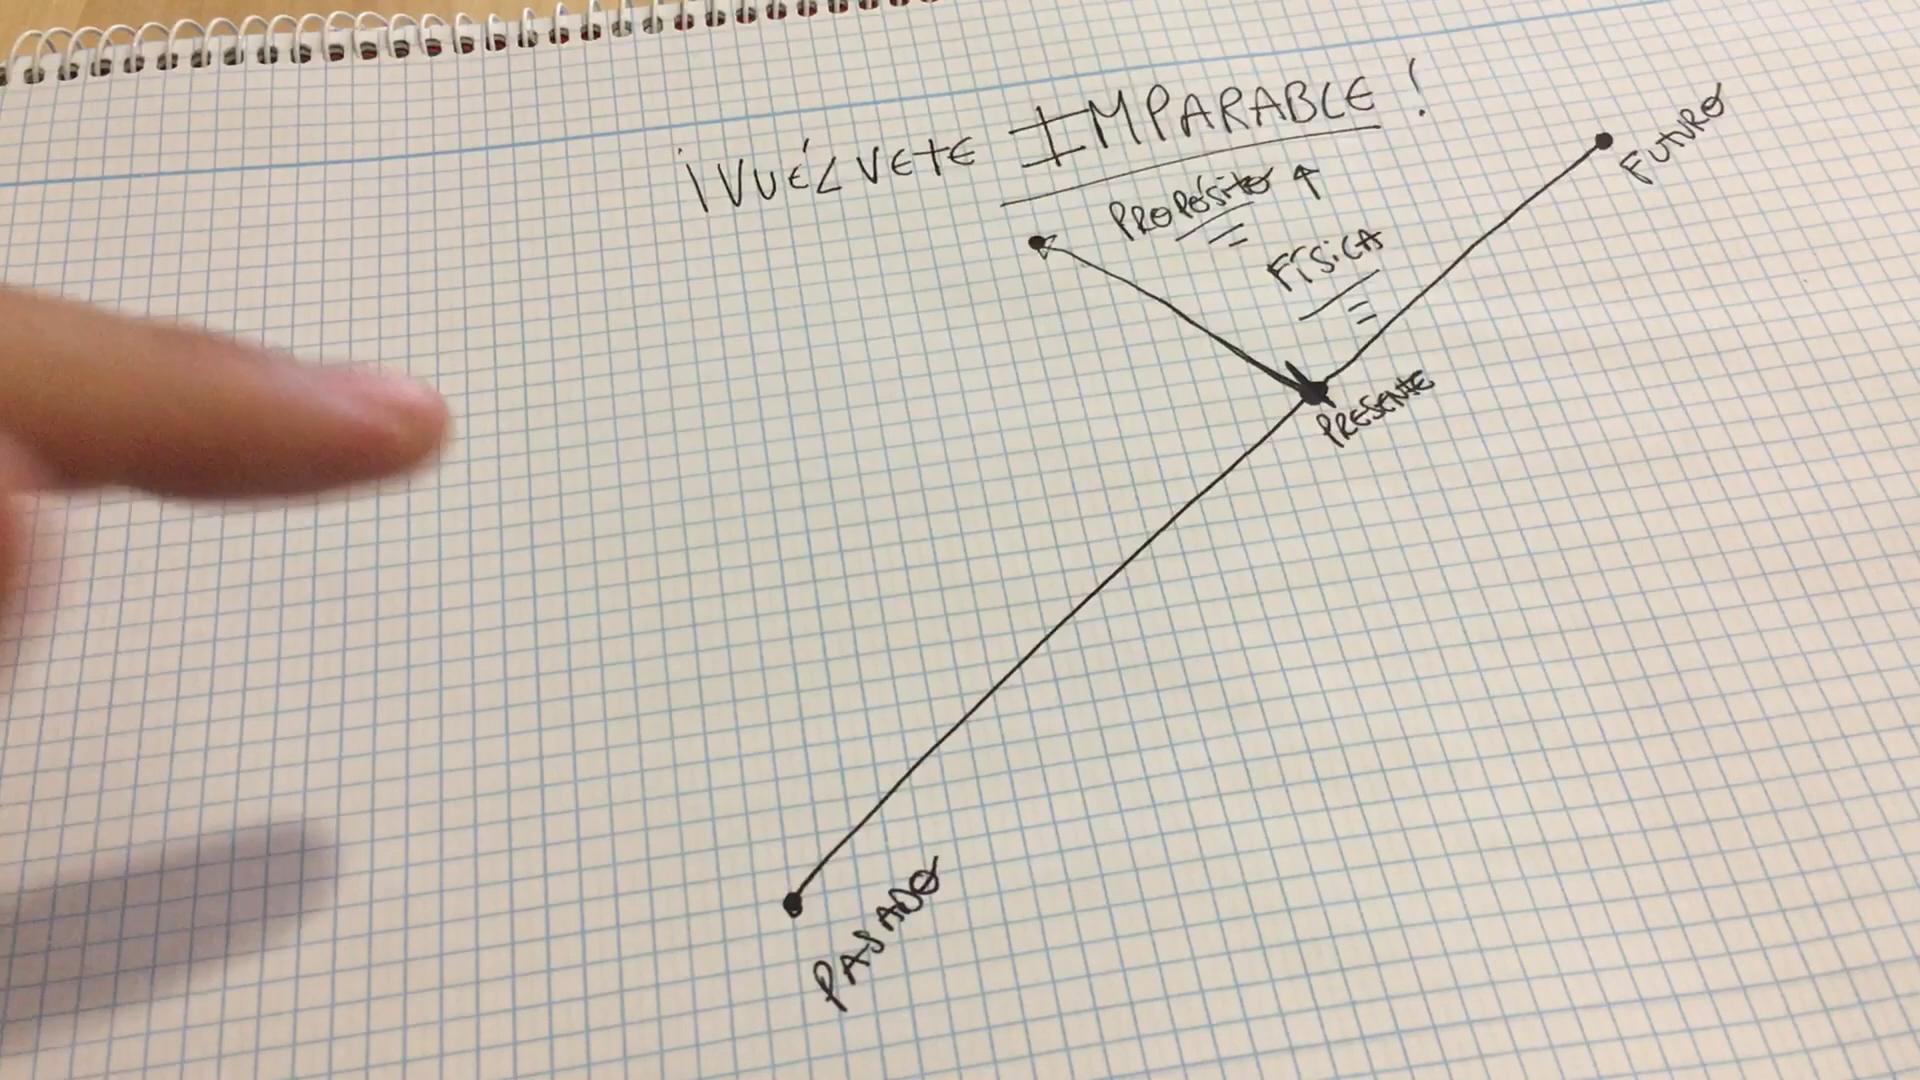 ¡VUÉLVETE IMPARABLE!
PROPÓSITO
FÍSICA
FUTURO
PRESENTE
PASADO